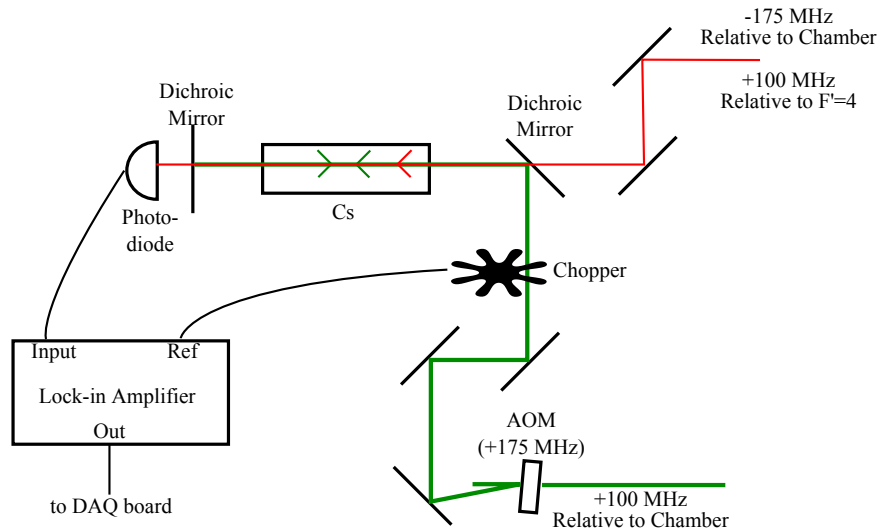 -175 MHz
Relative to Chamber
+100 MHz
Relative to F'=4
Dichroic
Mirror
Dichroic
Mirror
Photo-
diode
Cs
Chopper
Input
Ref
Lock-in Amplifier
Out
to DAQ board
AOM
(+175 MHz)
+100 MHz
Relative to Chamber